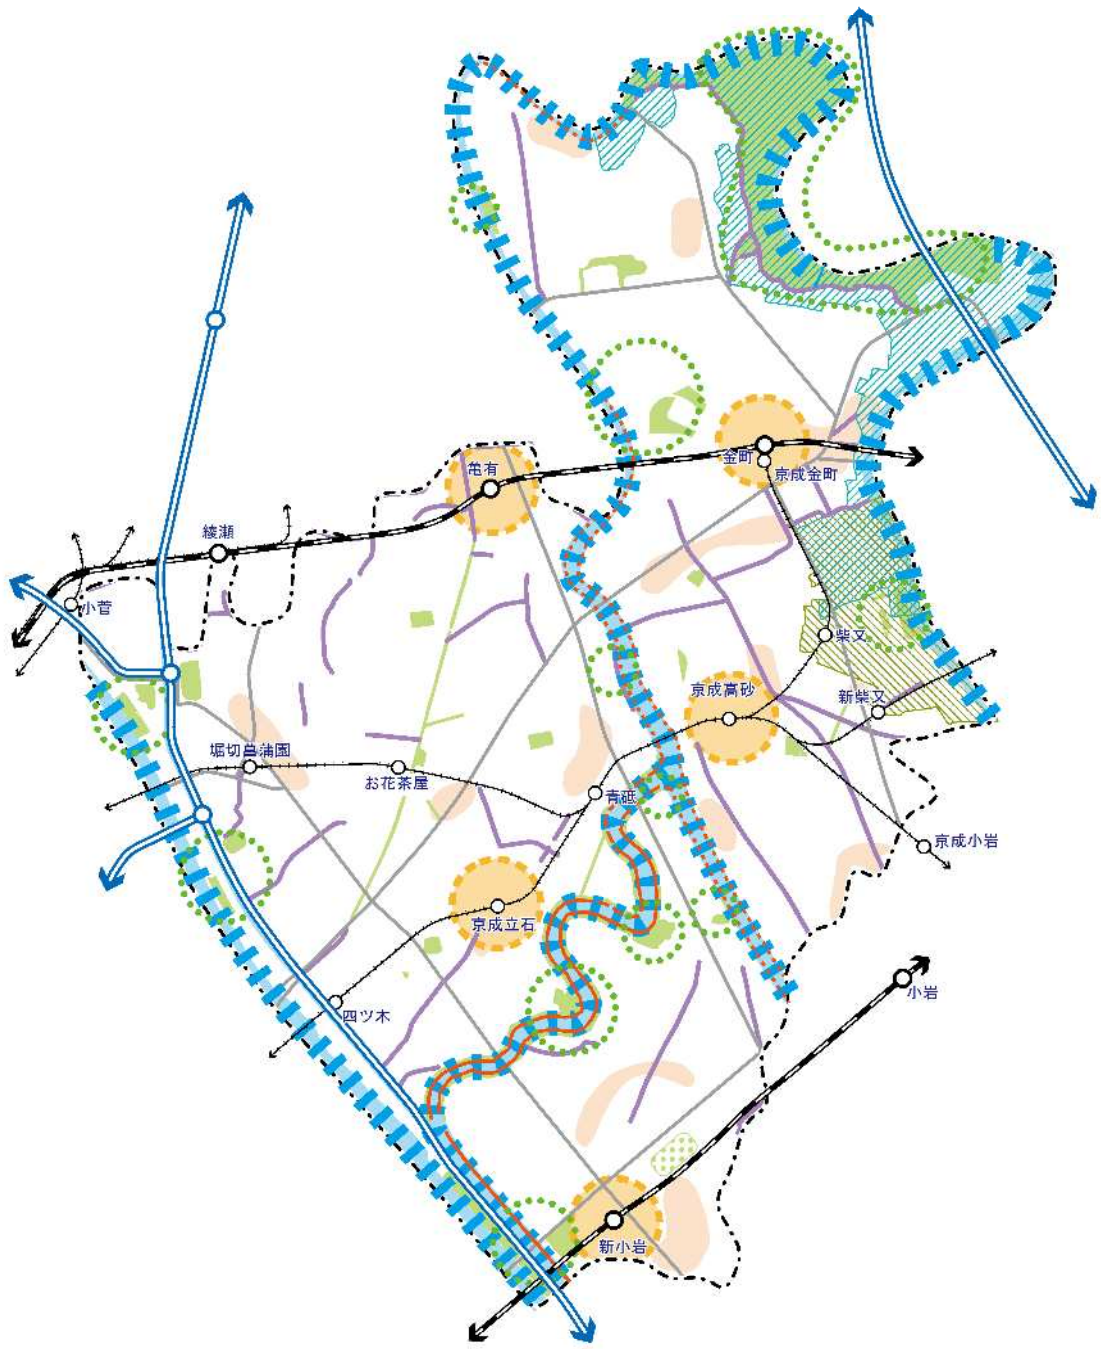 金町
亀有
京成金町
綾瀬
小菅
柴又
京成高砂
新柴又
堀切菖蒲園
お花茶屋
青砥
京成小岩
京成立石
小岩
四ツ木
新小岩